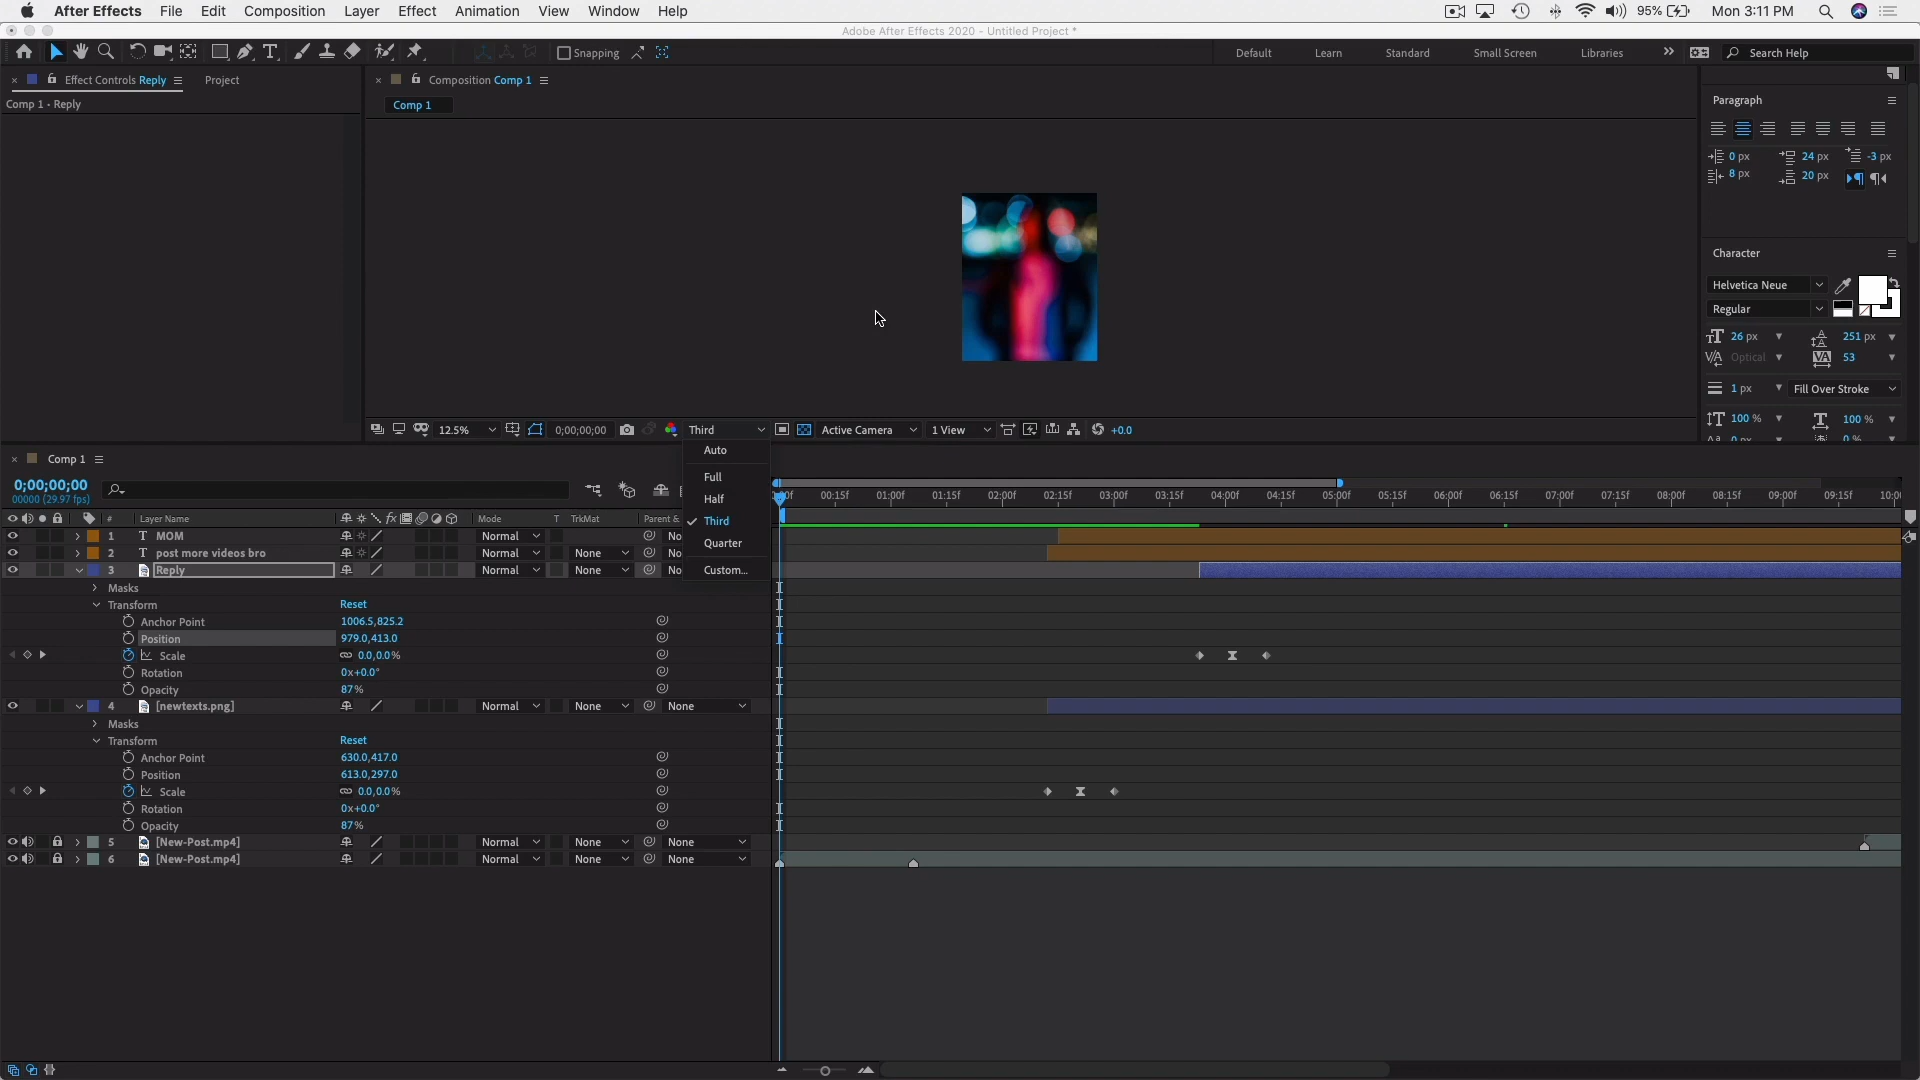 After Effects File Edit Composition Layer Effect Animation View Window Help 95% Mon 3:11 PM
Adobe After Effects 2020 - Untitled Project *
Snapping Default Learn Standard Small Screen Libraries Search Help
Effect Controls Reply Project
Comp 1 • Reply
Composition Comp 1
Comp 1
Paragraph
0 px 24 px -3 px
8 px 20 px
Character
Helvetica Neue
Regular
26 px 251 px
Optical 53
1 px Fill Over Stroke
100 % 100 %
12.5% 0;00;00;00 Third Active Camera 1 View +0.0
Auto
Full
Half
Third
Quarter
Custom...
Comp 1
0;00;00;00
00000 (29.97 fps)
00:15f 01:00f 01:15f 02:00f 02:15f 03:00f 03:15f 04:00f 04:15f 05:00f 05:15f 06:00f 06:15f 07:00f 07:15f 08:00f 08:15f 09:00f 09:15f 10:0
# Layer Name fx Mode T TrkMat Parent &
1 T MOM Normal No
2 T post more videos bro Normal None No
3 Reply Normal None No
Masks
Transform Reset
Anchor Point 1006.5,825.2
Position 979.0,413.0
Scale 0.0,0.0%
Rotation 0x+0.0°
Opacity 87%
4 [newtexts.png] Normal None None
Masks
Transform Reset
Anchor Point 630.0,417.0
Position 613.0,297.0
Scale 0.0,0.0%
Rotation 0x+0.0°
Opacity 87%
5 [New-Post.mp4] Normal None None
6 [New-Post.mp4] Normal None None